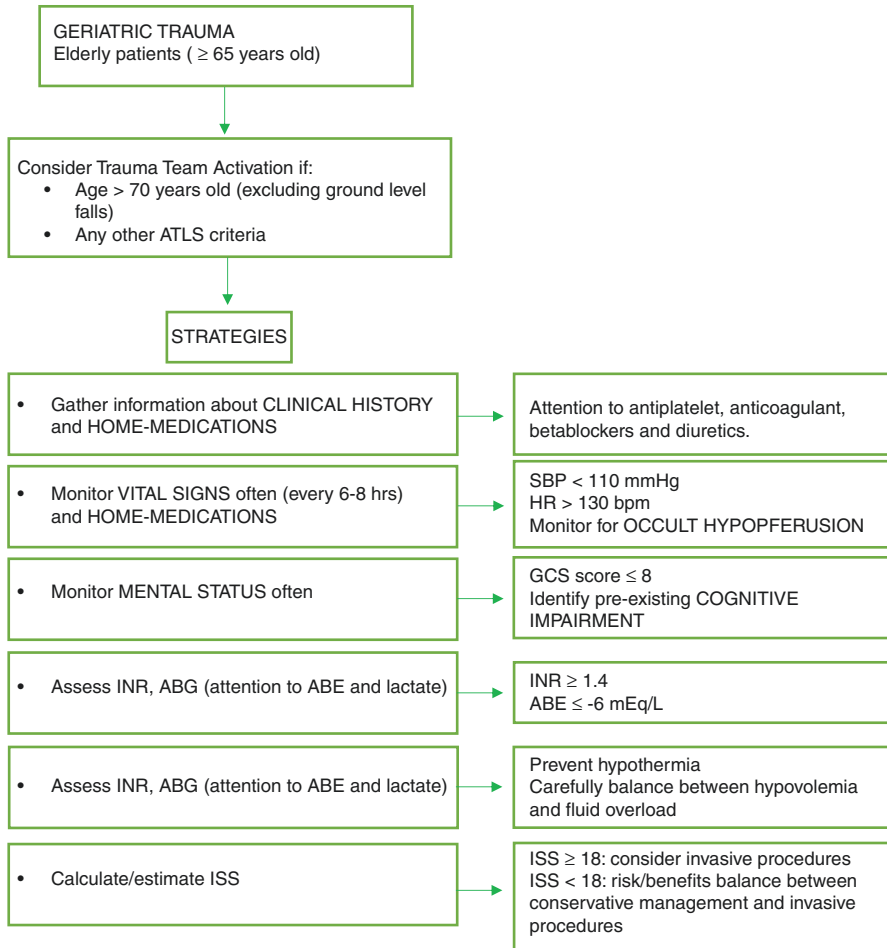 GERIATRIC TRAUMA
Elderly patients ( ≥ 65 years old)
Consider Trauma Team Activation if:
• Age > 70 years old (excluding ground level
falls)
• Any other ATLS criteria
STRATEGIES
• Gather information about CLINICAL HISTORY
and HOME-MEDICATIONS
Attention to antiplatelet, anticoagulant,
betablockers and diuretics.
• Monitor VITAL SIGNS often (every 6-8 hrs)
and HOME-MEDICATIONS
SBP < 110 mmHg
HR > 130 bpm
Monitor for OCCULT HYPOPFERUSION
• Monitor MENTAL STATUS often
GCS score ≤ 8
Identify pre-existing COGNITIVE
IMPAIRMENT
• Assess INR, ABG (attention to ABE and lactate)
INR ≥ 1.4
ABE ≤ -6 mEq/L
• Assess INR, ABG (attention to ABE and lactate)
Prevent hypothermia
Carefully balance between hypovolemia
and fluid overload
• Calculate/estimate ISS
ISS ≥ 18: consider invasive procedures
ISS < 18: risk/benefits balance between
conservative management and invasive
procedures